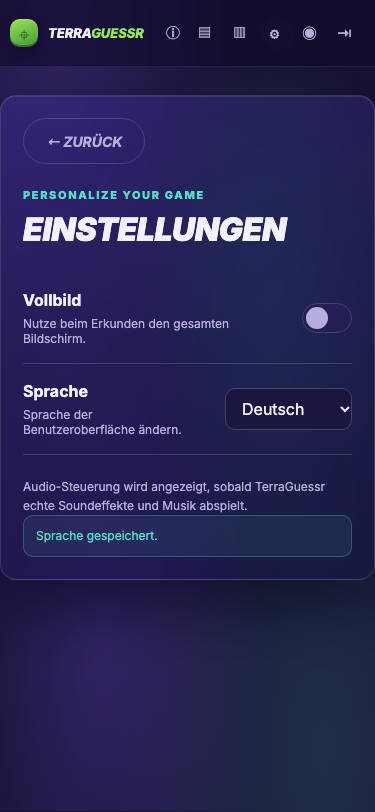 TERRAGUESSR
← ZURÜCK
PERSONALIZE YOUR GAME
EINSTELLUNGEN
Vollbild
Nutze beim Erkunden den gesamten
Bildschirm.
Sprache
Sprache der
Benutzeroberfläche ändern.
Deutsch
Audio-Steuerung wird angezeigt, sobald TerraGuessr
echte Soundeffekte und Musik abspielt.
Sprache gespeichert.